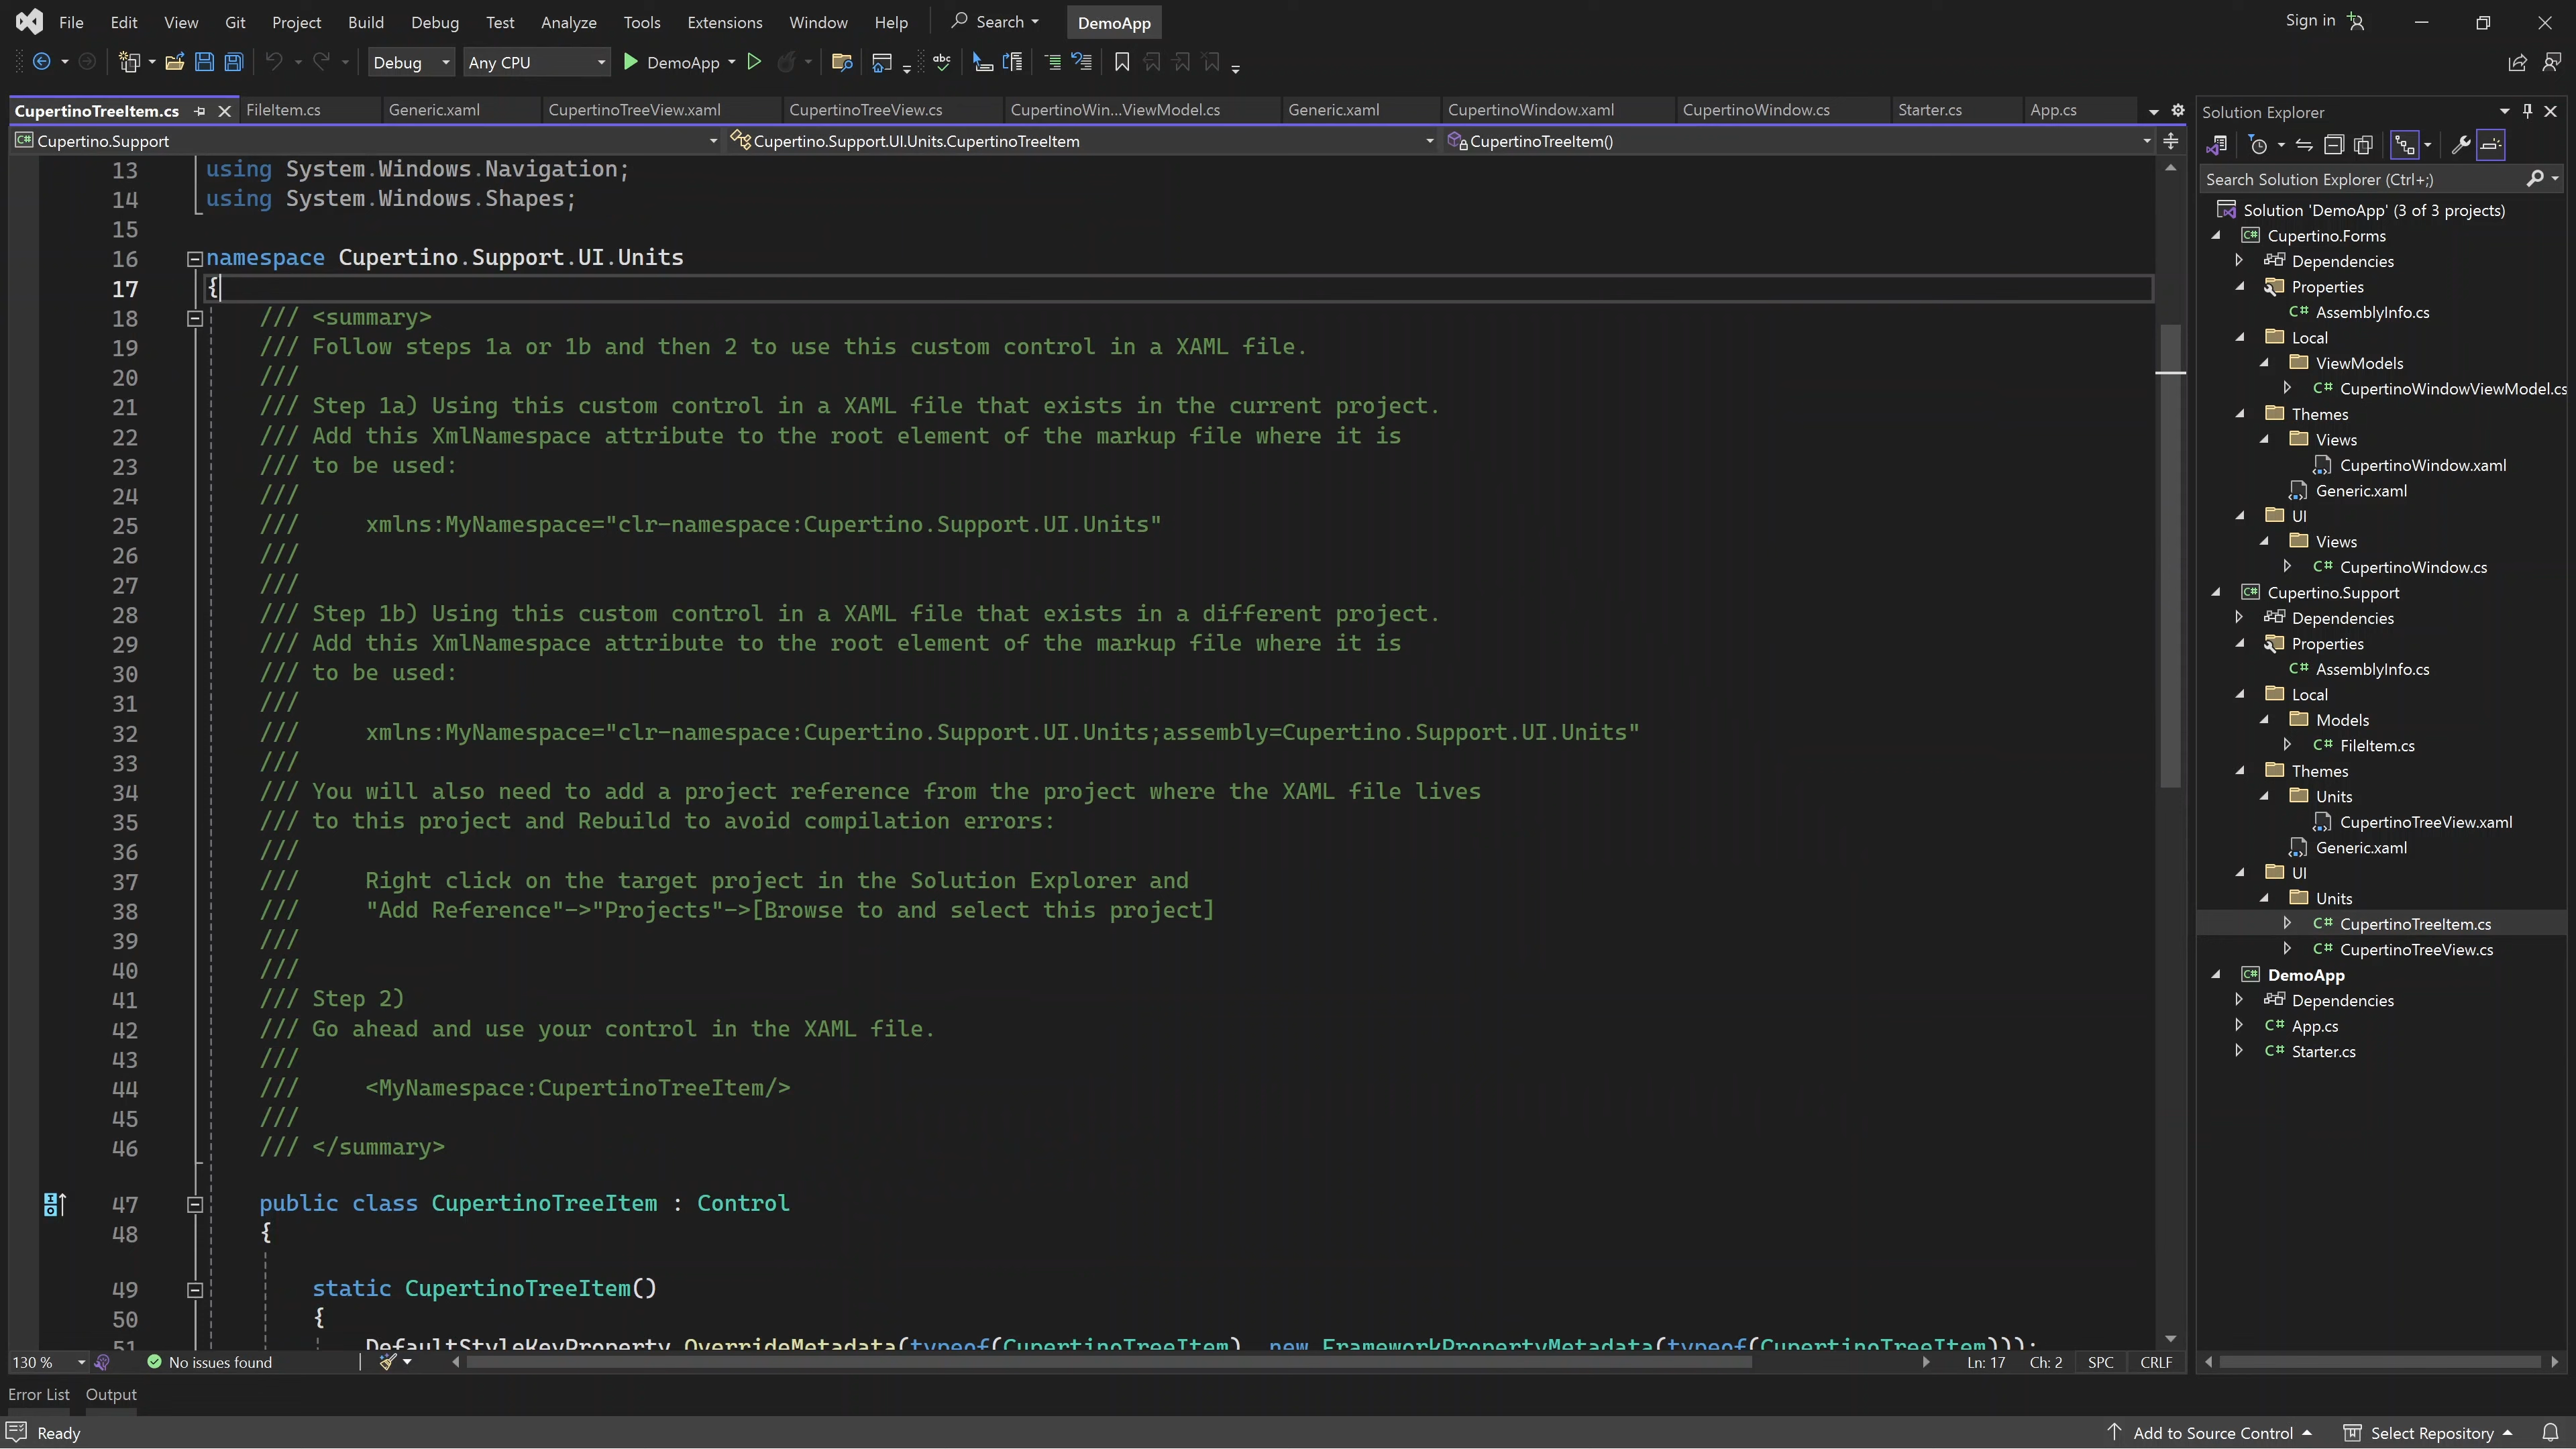 File Edit View Git Project Build Debug Test Analyze Tools Extensions Window Help Search DemoApp Sign in
Debug Any CPU DemoApp
CupertinoTreeItem.cs FileItem.cs Generic.xaml CupertinoTreeView.xaml CupertinoTreeView.cs CupertinoWin...ViewModel.cs Generic.xaml CupertinoWindow.xaml CupertinoWindow.cs Starter.cs App.cs
Cupertino.Support Cupertino.Support.UI.Units.CupertinoTreeItem CupertinoTreeItem()
13 using System.Windows.Navigation;
14 using System.Windows.Shapes;
15
16 namespace Cupertino.Support.UI.Units
17 {
18 /// <summary>
19 /// Follow steps 1a or 1b and then 2 to use this custom control in a XAML file.
20 ///
21 /// Step 1a) Using this custom control in a XAML file that exists in the current project.
22 /// Add this XmlNamespace attribute to the root element of the markup file where it is
23 /// to be used:
24 ///
25 ///     xmlns:MyNamespace="clr-namespace:Cupertino.Support.UI.Units"
26 ///
27 ///
28 /// Step 1b) Using this custom control in a XAML file that exists in a different project.
29 /// Add this XmlNamespace attribute to the root element of the markup file where it is
30 /// to be used:
31 ///
32 ///     xmlns:MyNamespace="clr-namespace:Cupertino.Support.UI.Units;assembly=Cupertino.Support.UI.Units"
33 ///
34 /// You will also need to add a project reference from the project where the XAML file lives
35 /// to this project and Rebuild to avoid compilation errors:
36 ///
37 ///     Right click on the target project in the Solution Explorer and
38 ///     "Add Reference"->"Projects"->[Browse to and select this project]
39 ///
40 ///
41 /// Step 2)
42 /// Go ahead and use your control in the XAML file.
43 ///
44 ///     <MyNamespace:CupertinoTreeItem/>
45 ///
46 /// </summary>
47 public class CupertinoTreeItem : Control
48 {
49 static CupertinoTreeItem()
50 {
51 DefaultStyleKeyProperty.OverrideMetadata(typeof(CupertinoTreeItem), new FrameworkPropertyMetadata(typeof(CupertinoTreeItem)));
130 % No issues found Ln: 17 Ch: 2 SPC CRLF
Error List Output
Ready Add to Source Control Select Repository
Solution Explorer
Search Solution Explorer (Ctrl+;)
Solution 'DemoApp' (3 of 3 projects)
Cupertino.Forms
Dependencies
Properties
AssemblyInfo.cs
Local
ViewModels
CupertinoWindowViewModel.cs
Themes
Views
CupertinoWindow.xaml
Generic.xaml
UI
Views
CupertinoWindow.cs
Cupertino.Support
Dependencies
Properties
AssemblyInfo.cs
Local
Models
FileItem.cs
Themes
Units
CupertinoTreeView.xaml
Generic.xaml
UI
Units
CupertinoTreeItem.cs
CupertinoTreeView.cs
DemoApp
Dependencies
App.cs
Starter.cs